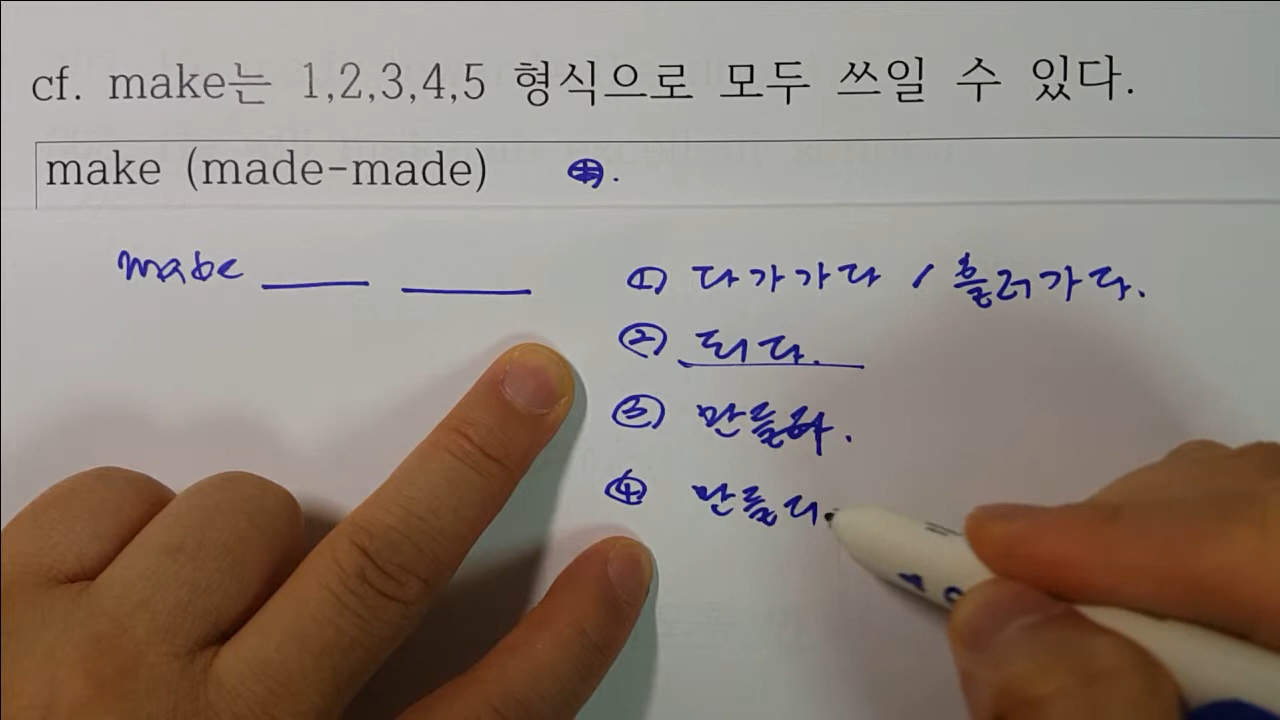 cf. make는 1,2,3,4,5 형식으로 모두 쓰일 수 있다.
make (made-made)
make
① 다가가다 / 흘러가다.
② 되다.
③ 만들다.
④ 만들다.